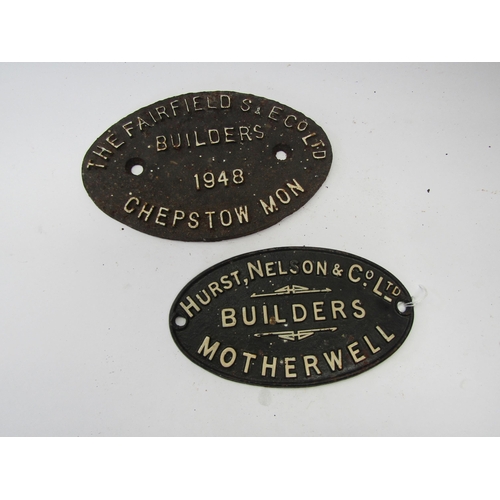 THE FAIRFIELD S & E CO LTD
BUILDERS
1948
CHEPSTOW MON
HURST, NELSON & CO LTD
BUILDERS
MOTHERWELL